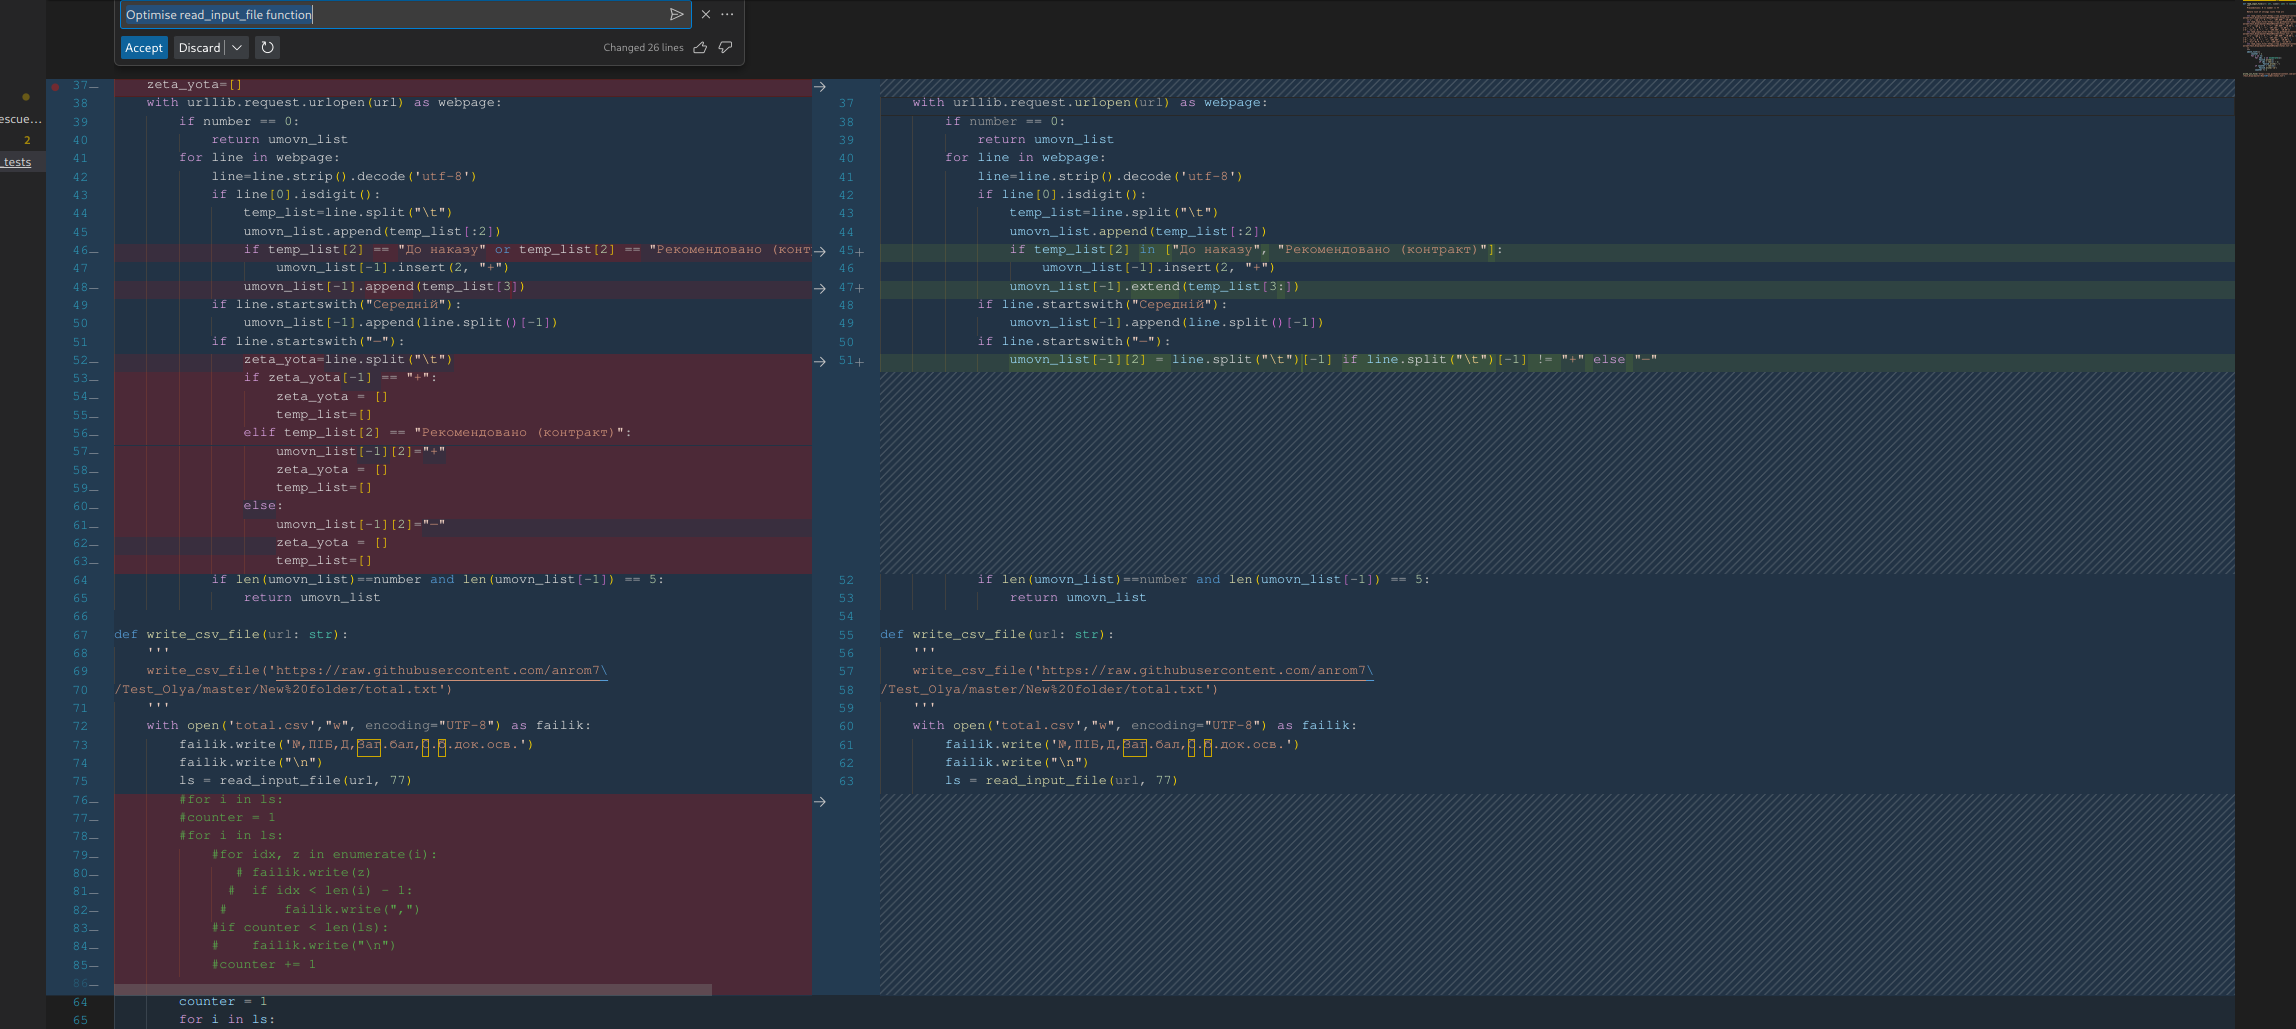 Optimise read_input_file function
Accept Discard
Changed 26 lines
escue...
2
_tests
37— zeta_yota=[]
38 with urllib.request.urlopen(url) as webpage:
39 if number == 0:
40 return umovn_list
41 for line in webpage:
42 line=line.strip().decode('utf-8')
43 if line[0].isdigit():
44 temp_list=line.split("\t")
45 umovn_list.append(temp_list[:2])
46— if temp_list[2] == "До наказу" or temp_list[2] == "Рекомендовано (конт
47 umovn_list[-1].insert(2, "+")
48— umovn_list[-1].append(temp_list[3])
49 if line.startswith("Середній"):
50 umovn_list[-1].append(line.split()[-1])
51 if line.startswith("—"):
52— zeta_yota=line.split("\t")
53— if zeta_yota[-1] == "+":
54— zeta_yota = []
55— temp_list=[]
56— elif temp_list[2] == "Рекомендовано (контракт)":
57— umovn_list[-1][2]="+"
58— zeta_yota = []
59— temp_list=[]
60— else:
61— umovn_list[-1][2]="—"
62— zeta_yota = []
63— temp_list=[]
64 if len(umovn_list)==number and len(umovn_list[-1]) == 5:
65 return umovn_list
66
67 def write_csv_file(url: str):
68 '''
69 write_csv_file('https://raw.githubusercontent.com/anrom7\
70 /Test_Olya/master/New%20folder/total.txt')
71 '''
72 with open('total.csv',"w", encoding="UTF-8") as failik:
73 failik.write('№,ПІБ,Д,Заг.бал,С.б.док.осв.')
74 failik.write("\n")
75 ls = read_input_file(url, 77)
76— #for i in ls:
77— #counter = 1
78— #for i in ls:
79— #for idx, z in enumerate(i):
80— # failik.write(z)
81— # if idx < len(i) - 1:
82— # failik.write(",")
83— #if counter < len(ls):
84— # failik.write("\n")
85— #counter += 1
86—
64 counter = 1
65 for i in ls:
37 with urllib.request.urlopen(url) as webpage:
38 if number == 0:
39 return umovn_list
40 for line in webpage:
41 line=line.strip().decode('utf-8')
42 if line[0].isdigit():
43 temp_list=line.split("\t")
44 umovn_list.append(temp_list[:2])
45+ if temp_list[2] in ["До наказу", "Рекомендовано (контракт)"]:
46 umovn_list[-1].insert(2, "+")
47+ umovn_list[-1].extend(temp_list[3:])
48 if line.startswith("Середній"):
49 umovn_list[-1].append(line.split()[-1])
50 if line.startswith("—"):
51+ umovn_list[-1][2] = line.split("\t")[-1] if line.split("\t")[-1] != "+" else "—"
52 if len(umovn_list)==number and len(umovn_list[-1]) == 5:
53 return umovn_list
54
55 def write_csv_file(url: str):
56 '''
57 write_csv_file('https://raw.githubusercontent.com/anrom7\
58 /Test_Olya/master/New%20folder/total.txt')
59 '''
60 with open('total.csv',"w", encoding="UTF-8") as failik:
61 failik.write('№,ПІБ,Д,Заг.бал,С.б.док.осв.')
62 failik.write("\n")
63 ls = read_input_file(url, 77)